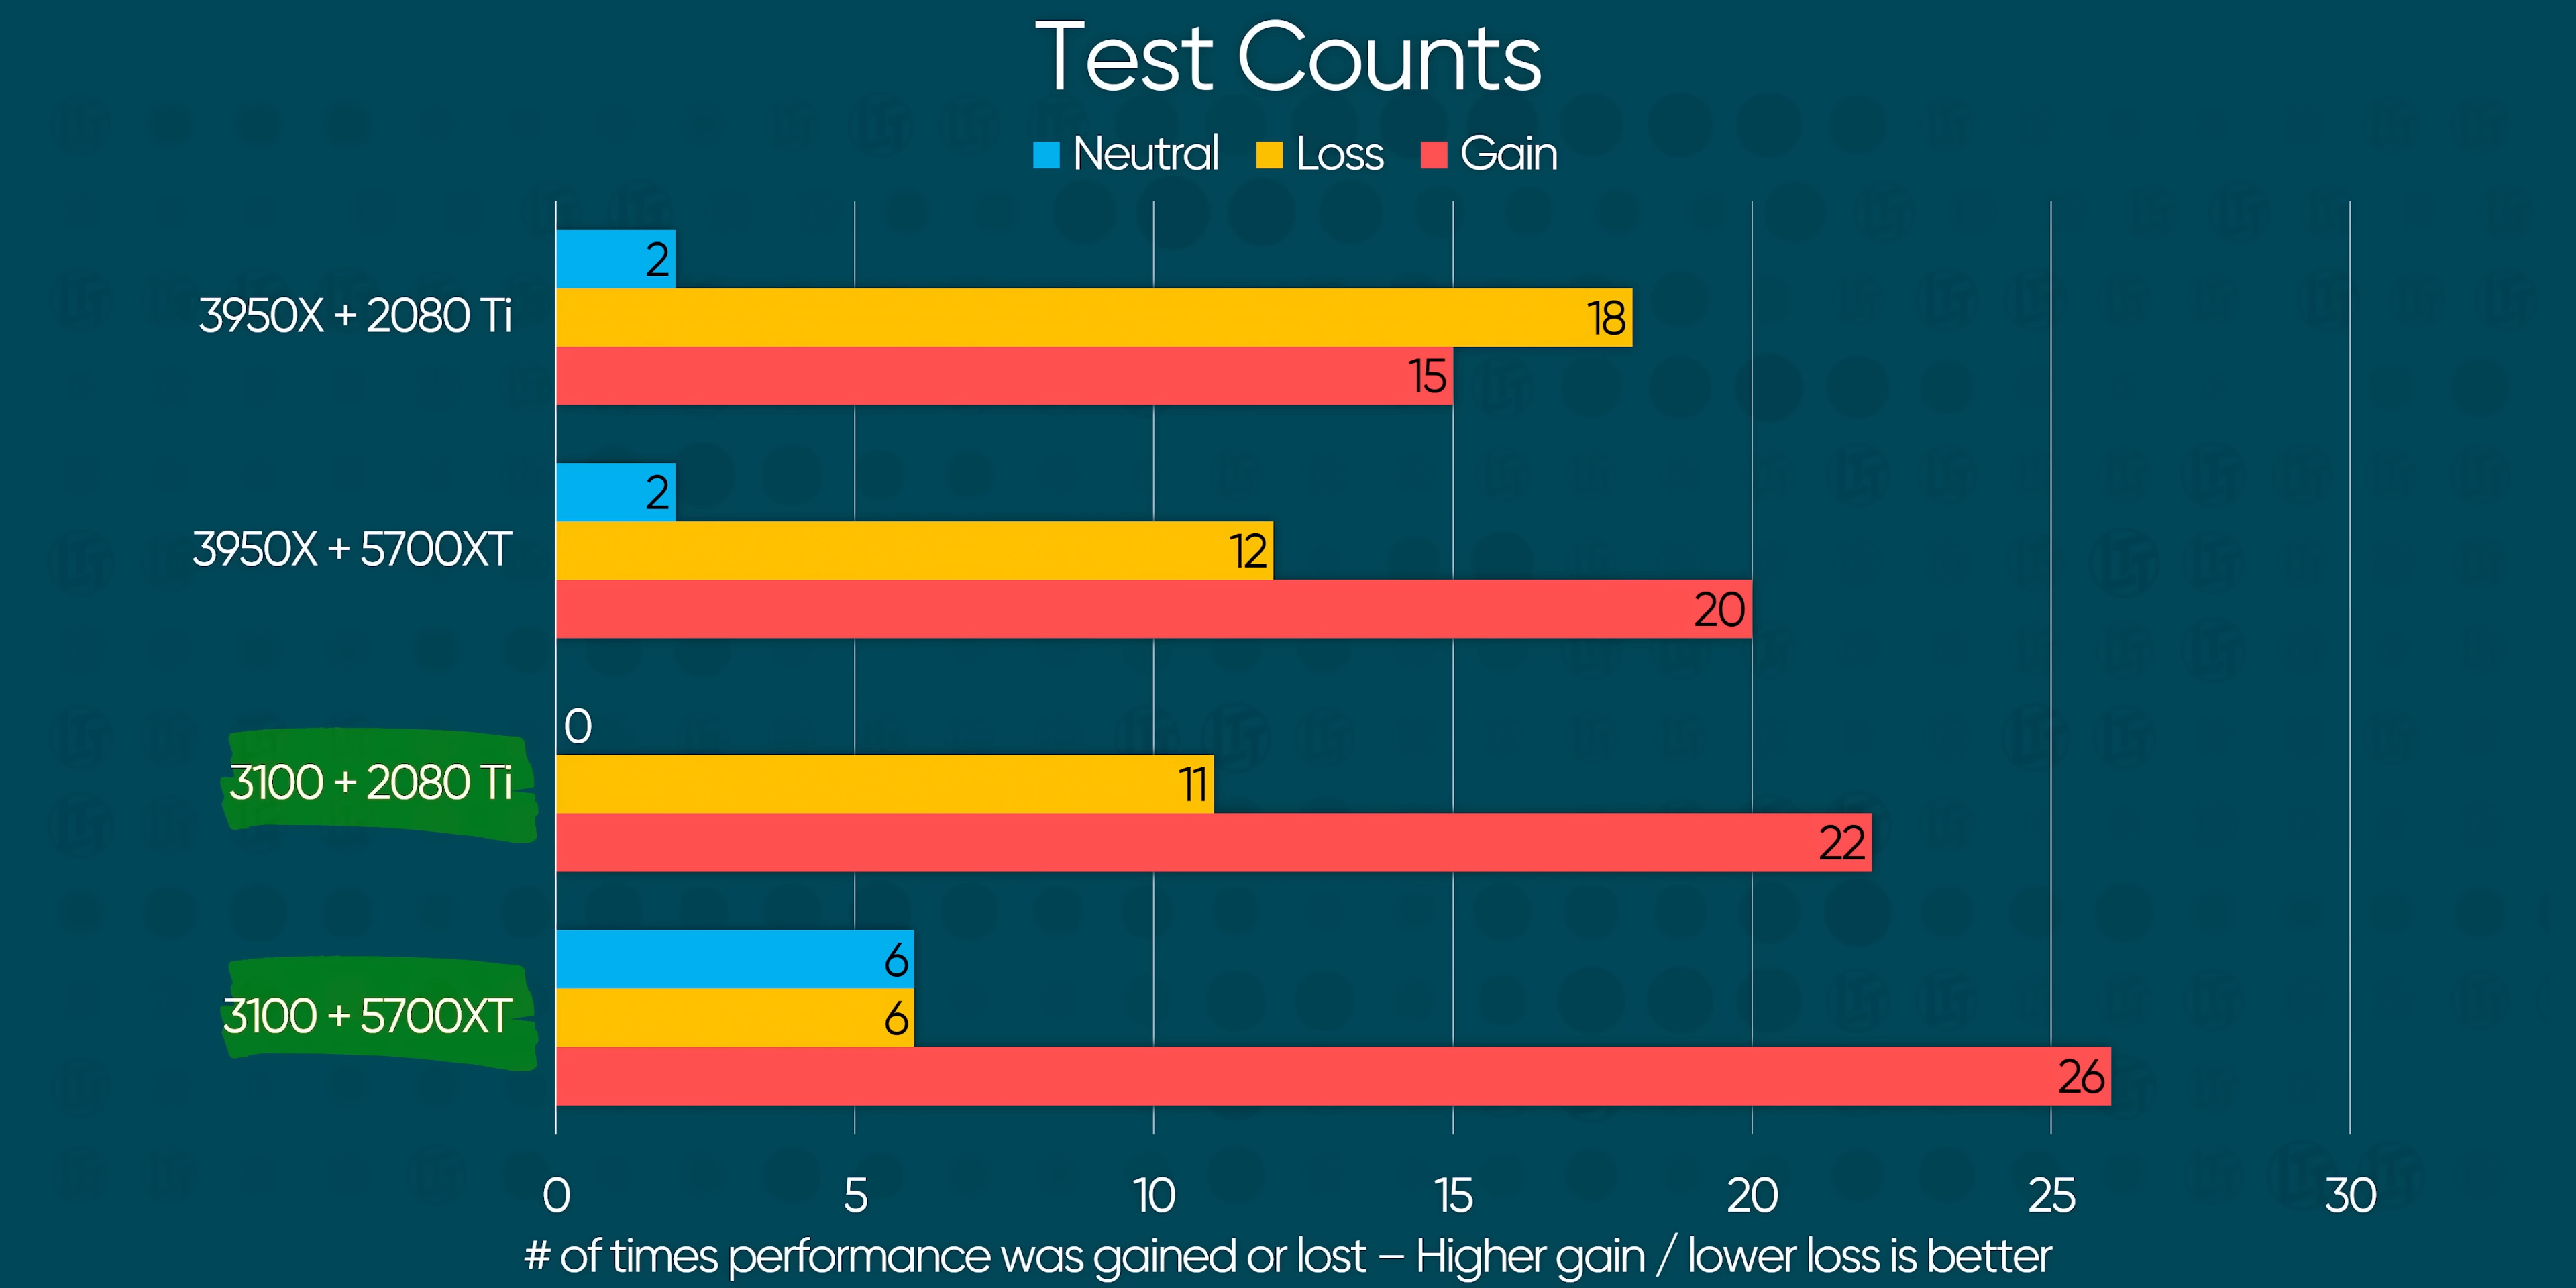 Test Counts
Neutral Loss Gain
3950X + 2080 Ti
2
18
15
3950X + 5700XT
2
12
20
3100 + 2080 Ti
0
11
22
3100 + 5700XT
6
6
26
0 5 10 15 20 25 30
# of times performance was gained or lost – Higher gain / lower loss is better